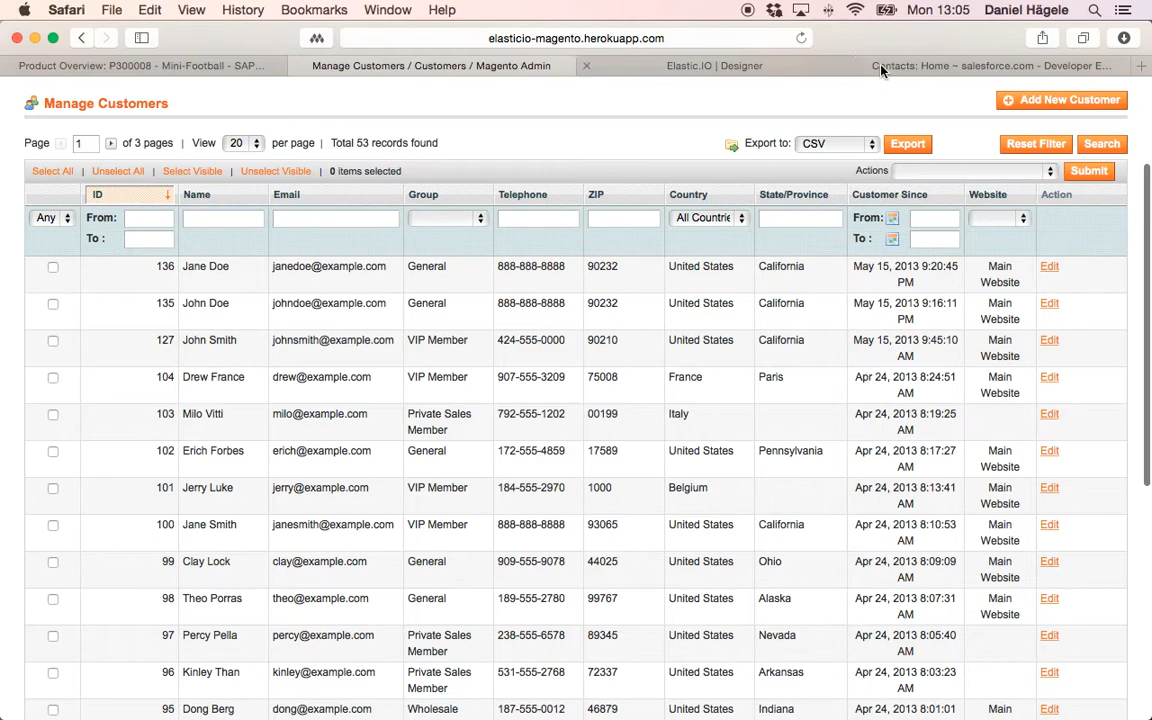 Safari File Edit View History Bookmarks Window Help Mon 13:05 Daniel Hägele
elasticio-magento.herokuapp.com
Product Overview: P300008 - Mini-Football - SAP... Manage Customers / Customers / Magento Admin Elastic.IO | Designer Contacts: Home ~ salesforce.com - Developer E...
Manage Customers Add New Customer
Page 1 of 3 pages | View 20 per page | Total 53 records found Export to: CSV Export Reset Filter Search
Select All | Unselect All | Select Visible | Unselect Visible | 0 items selected Actions Submit
ID Name Email Group Telephone ZIP Country State/Province Customer Since Website Action
Any From: All Countrie From:
To : To :
136 Jane Doe janedoe@example.com General 888-888-8888 90232 United States California May 15, 2013 9:20:45 Main Edit
PM Website
135 John Doe johndoe@example.com General 888-888-8888 90232 United States California May 15, 2013 9:16:11 Main Edit
PM Website
127 John Smith johnsmith@example.com VIP Member 424-555-0000 90210 United States California May 15, 2013 9:45:10 Main Edit
AM Website
104 Drew France drew@example.com VIP Member 907-555-3209 75008 France Paris Apr 24, 2013 8:24:51 Main Edit
AM Website
103 Milo Vitti milo@example.com Private Sales 792-555-1202 00199 Italy Apr 24, 2013 8:19:25 Edit
Member AM
102 Erich Forbes erich@example.com General 172-555-4859 17589 United States Pennsylvania Apr 24, 2013 8:17:27 Main Edit
AM Website
101 Jerry Luke jerry@example.com VIP Member 184-555-2970 1000 Belgium Apr 24, 2013 8:13:41 Main Edit
AM Website
100 Jane Smith janesmith@example.com VIP Member 888-888-8888 93065 United States California Apr 24, 2013 8:10:53 Main Edit
AM Website
99 Clay Lock clay@example.com General 909-555-9078 44025 United States Ohio Apr 24, 2013 8:09:09 Main Edit
AM Website
98 Theo Porras theo@example.com General 189-555-2780 99767 United States Alaska Apr 24, 2013 8:07:31 Main Edit
AM Website
97 Percy Pella percy@example.com Private Sales 238-555-6578 89345 United States Nevada Apr 24, 2013 8:05:40 Edit
Member AM
96 Kinley Than kinley@example.com Private Sales 531-555-2768 72337 United States Arkansas Apr 24, 2013 8:03:23 Edit
Member AM
95 Dong Berg dong@example.com Wholesale 187-555-0012 46879 United States Indiana Apr 24, 2013 8:01:01 Main Edit